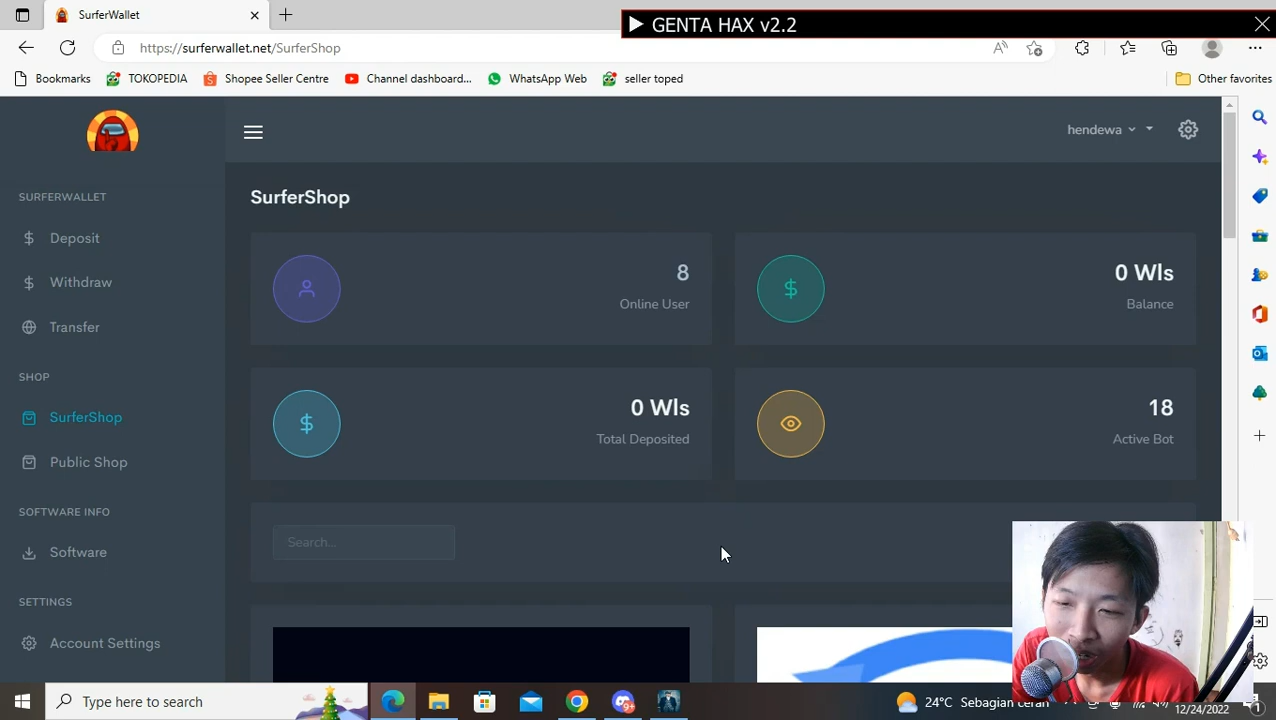 SurferWallet
GENTA HAX v2.2
https://surferwallet.net/SurferShop
Bookmarks TOKOPEDIA Shopee Seller Centre Channel dashboard... WhatsApp Web seller toped Other favorites
hendewa
SURFERWALLET
Deposit
Withdraw
Transfer
SHOP
SurferShop
Public Shop
SOFTWARE INFO
Software
SETTINGS
Account Settings
SurferShop
8
Online User
0 Wls
Balance
0 Wls
Total Deposited
18
Active Bot
Search...
Type here to search
24°C Sebagian cerah
12/24/2022
1